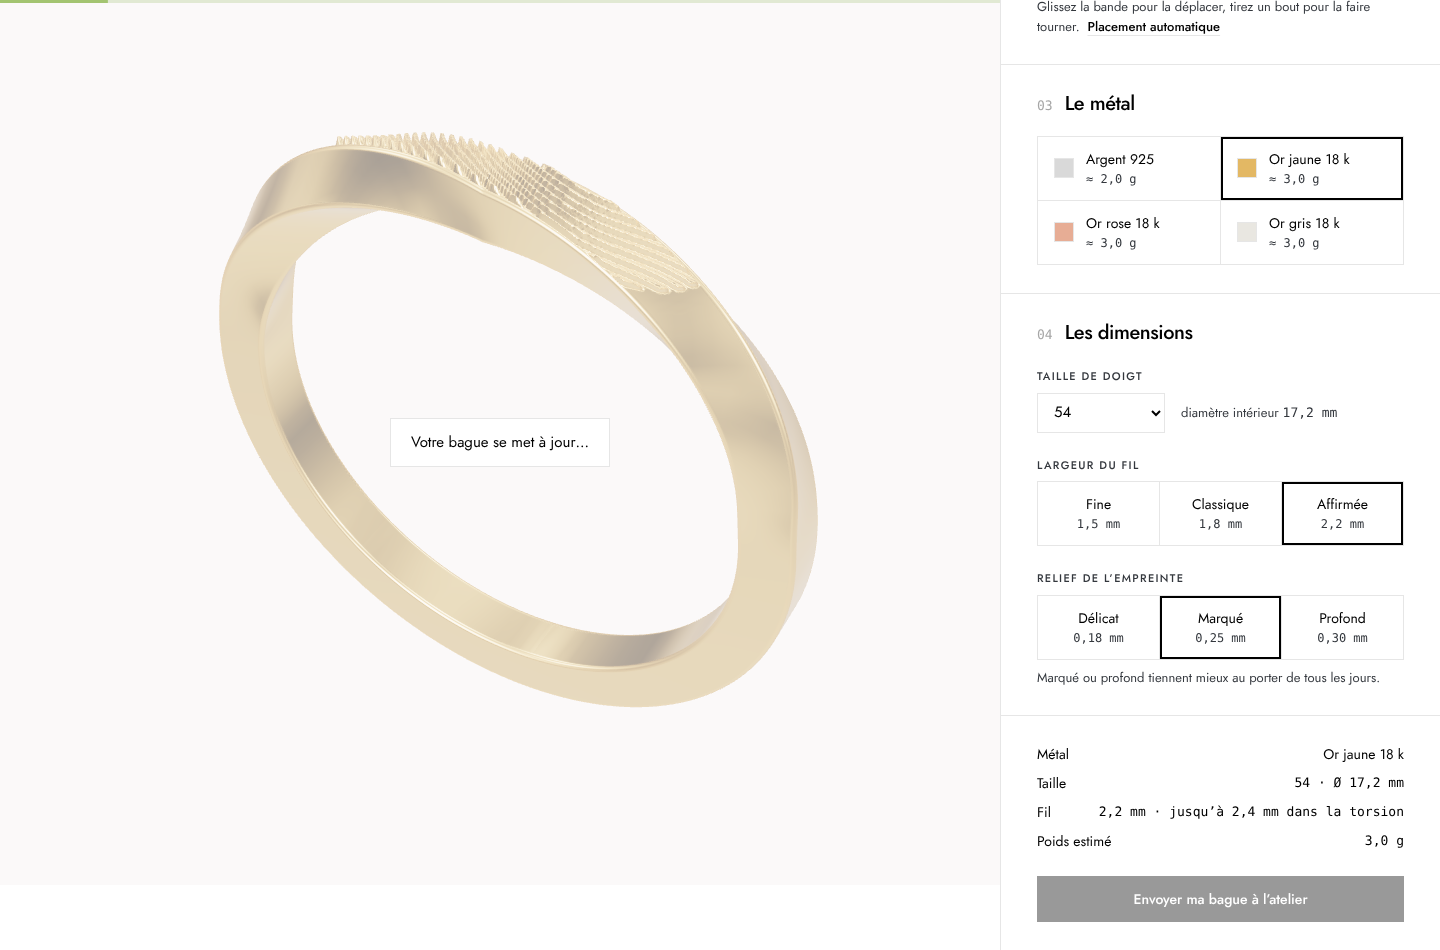 Glissez la bande pour la déplacer, tirez un bout pour la faire
tourner. Placement automatique
03 Le métal
Argent 925
≈ 2,0 g
Or jaune 18 k
≈ 3,0 g
Or rose 18 k
≈ 3,0 g
Or gris 18 k
≈ 3,0 g
04 Les dimensions
TAILLE DE DOIGT
54
diamètre intérieur 17,2 mm
LARGEUR DU FIL
Fine
1,5 mm
Classique
1,8 mm
Affirmée
2,2 mm
RELIEF DE L’EMPREINTE
Délicat
0,18 mm
Marqué
0,25 mm
Profond
0,30 mm
Marqué ou profond tiennent mieux au porter de tous les jours.
Métal Or jaune 18 k
Taille 54 · Ø 17,2 mm
Fil 2,2 mm · jusqu’à 2,4 mm dans la torsion
Poids estimé 3,0 g
Envoyer ma bague à l’atelier
Votre bague se met à jour…